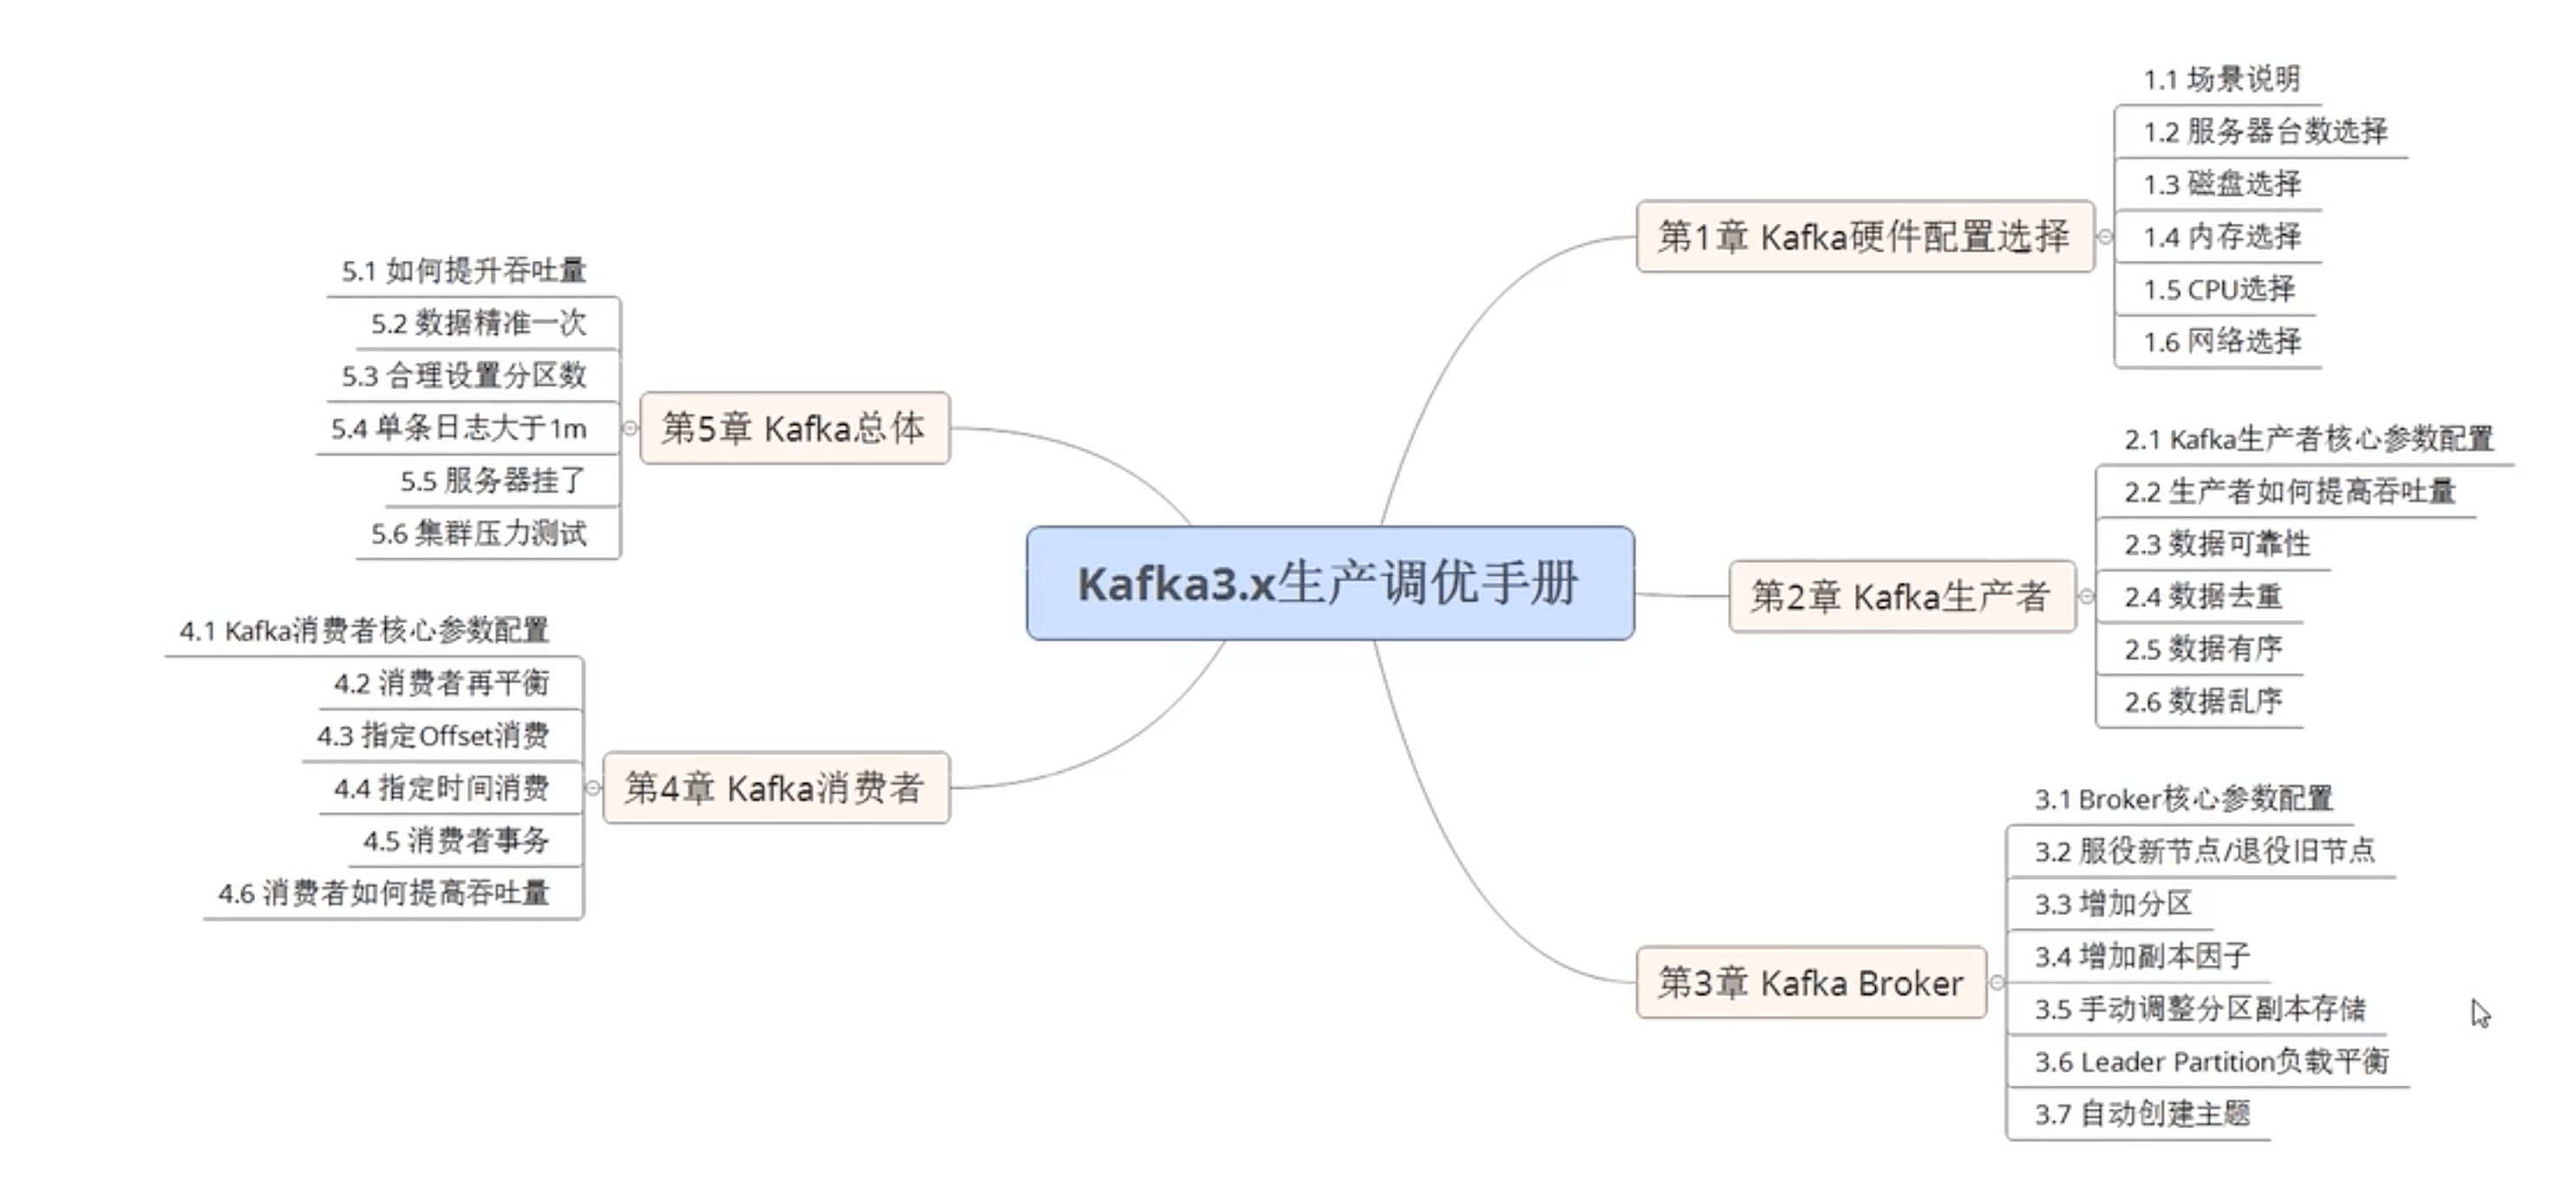 Kafka3.x生产调优手册
第1章 Kafka硬件配置选择
1.1 场景说明
1.2 服务器台数选择
1.3 磁盘选择
1.4 内存选择
1.5 CPU选择
1.6 网络选择
第2章 Kafka生产者
2.1 Kafka生产者核心参数配置
2.2 生产者如何提高吞吐量
2.3 数据可靠性
2.4 数据去重
2.5 数据有序
2.6 数据乱序
第3章 Kafka Broker
3.1 Broker核心参数配置
3.2 服役新节点/退役旧节点
3.3 增加分区
3.4 增加副本因子
3.5 手动调整分区副本存储
3.6 Leader Partition负载平衡
3.7 自动创建主题
第4章 Kafka消费者
4.1 Kafka消费者核心参数配置
4.2 消费者再平衡
4.3 指定Offset消费
4.4 指定时间消费
4.5 消费者事务
4.6 消费者如何提高吞吐量
第5章 Kafka总体
5.1 如何提升吞吐量
5.2 数据精准一次
5.3 合理设置分区数
5.4 单条日志大于1m
5.5 服务器挂了
5.6 集群压力测试